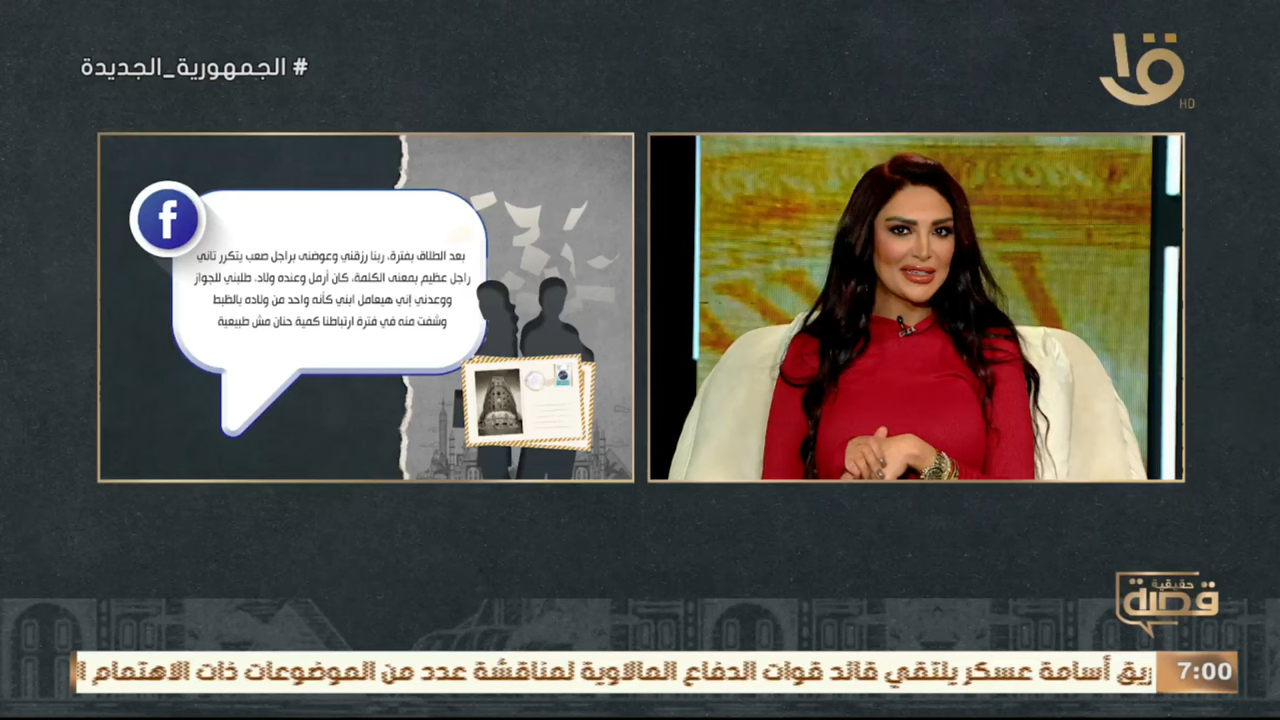 # الجمهورية_الجديدة
HD
بعد الطلاق بفترة، ربنا رزقني وعوضنى براجل صعب يتكرر تاني
راجل عظيم بمعنى الكلمة، كان أرمل وعنده ولاد، طلبني للجواز
ووعدني إني هيعامل ابني كأنه واحد من ولاده بالظبط
وشفت منه في فترة ارتباطنا كمية حنان مش طبيعية
قصة
حقيقية
7:00
ريق أسامة عسكر يلتقي قائد قوات الدفاع المالاوية لمناقشة عدد من الموضوعات ذات الاهتمام ا